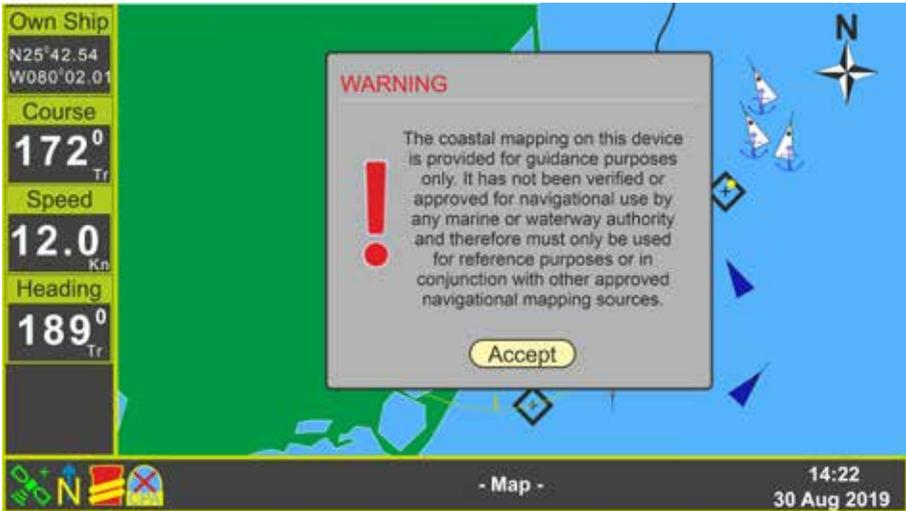 Own Ship
N25°42.54
W080°02.01
Course
172°
Tr
Speed
12.0
Kn
Heading
189°
Tr
N
WARNING
The coastal mapping on this device
is provided for guidance purposes
only. It has not been verified or
approved for navigational use by
any marine or waterway authority
and therefore must only be used
for reference purposes or in
conjunction with other approved
navigational mapping sources.
Accept
N
CPA
- Map -
14:22
30 Aug 2019